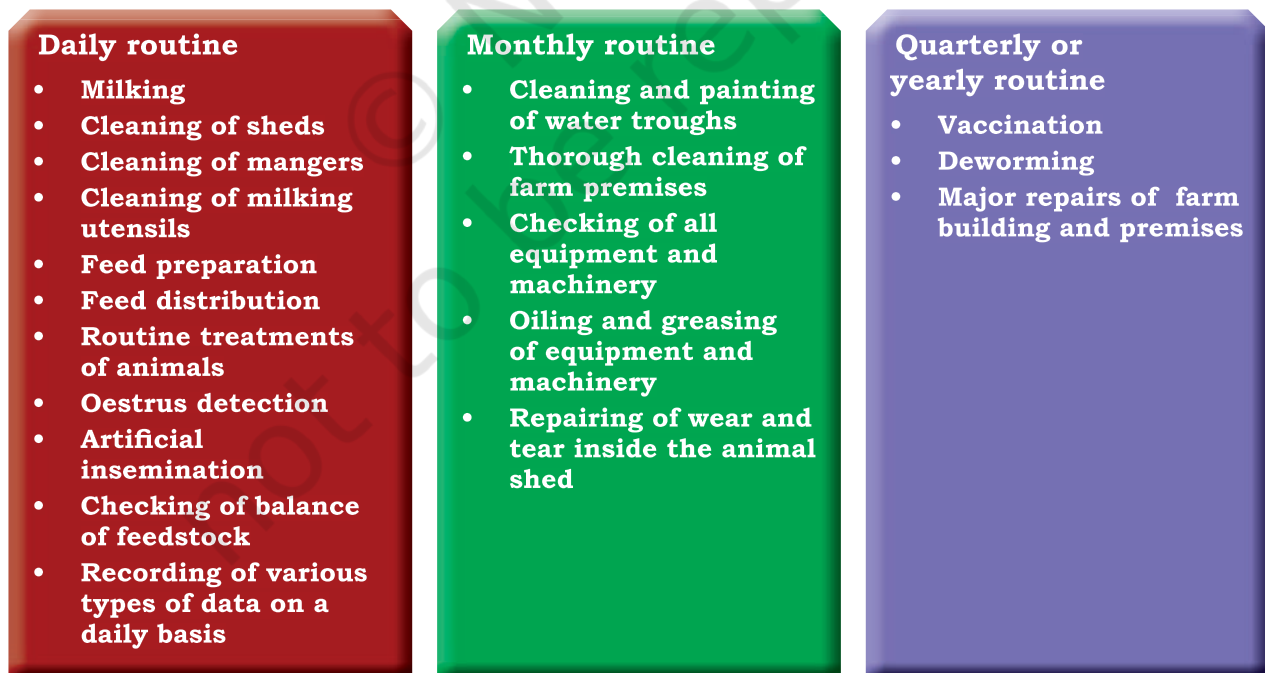 Daily routine
• Milking
• Cleaning of sheds
• Cleaning of mangers
• Cleaning of milking
utensils
• Feed preparation
• Feed distribution
• Routine treatments
of animals
• Oestrus detection
• Artificial
insemination
• Checking of balance
of feedstock
• Recording of various
types of data on a
daily basis
Monthly routine
• Cleaning and painting
of water troughs
• Thorough cleaning of
farm premises
• Checking of all
equipment and
machinery
• Oiling and greasing
of equipment and
machinery
• Repairing of wear and
tear inside the animal
shed
Quarterly or
yearly routine
• Vaccination
• Deworming
• Major repairs of farm
building and premises
© N
not to be rep